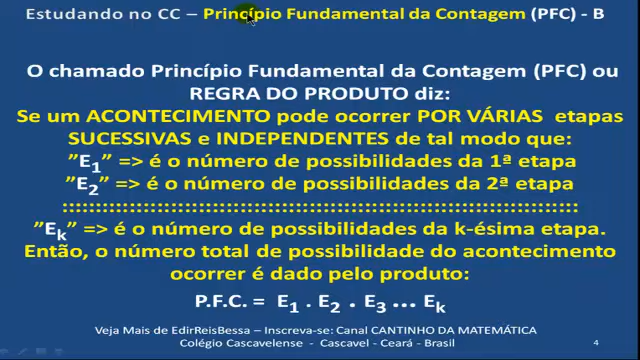 Estudando no CC – Princípio Fundamental da Contagem (PFC) - B
O chamado Princípio Fundamental da Contagem (PFC) ou
REGRA DO PRODUTO diz:
Se um ACONTECIMENTO pode ocorrer POR VÁRIAS etapas
SUCESSIVAS e INDEPENDENTES de tal modo que:
”E₁” => é o número de possibilidades da 1ª etapa
”E₂” => é o número de possibilidades da 2ª etapa
::::::::::::::::::::::::::::::::::::::::::::::::::::::::::::::::::::::::::::
”Eₖ” => é o número de possibilidades da k-ésima etapa.
Então, o número total de possibilidade do acontecimento
ocorrer é dado pelo produto:
P.F.C. = E₁ . E₂ . E₃ ... Eₖ
Veja Mais de EdirReisBessa – Inscreva-se: Canal CANTINHO DA MATEMÁTICA
Colégio Cascavelense - Cascavel - Ceará - Brasil
4